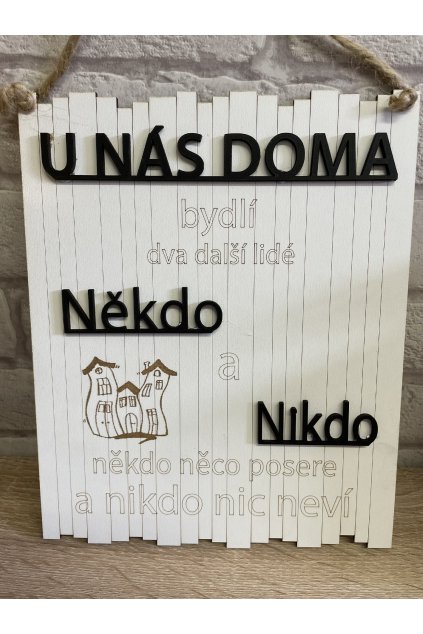 U NÁS DOMA
bydlí
dva další lidé
Někdo
a
Nikdo
někdo něco posere
a nikdo nic neví